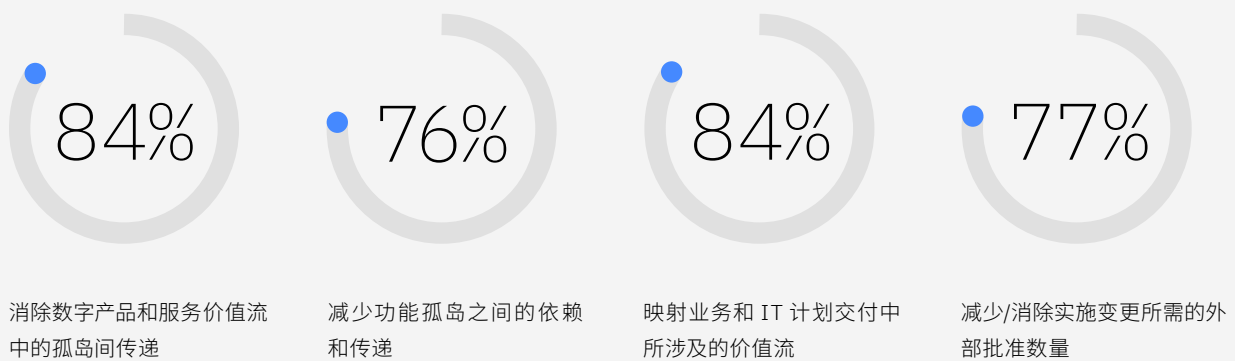 84%
76%
84%
77%
消除数字产品和服务价值流
中的孤岛间传递
减少功能孤岛之间的依赖
和传递
映射业务和 IT 计划交付中
所涉及的价值流
减少/消除实施变更所需的外
部批准数量